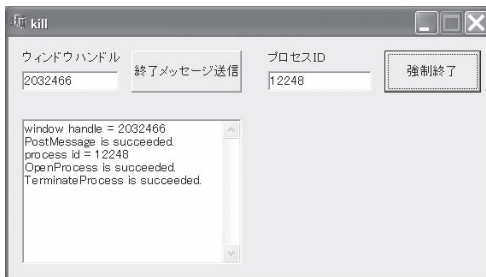 kill
ウィンドウハンドル
2032466
終了メッセージ送信
プロセスID
12248
強制終了
window handle = 2032466
PostMessage is succeeded.
process id = 12248
OpenProcess is succeeded.
TerminateProcess is succeeded.